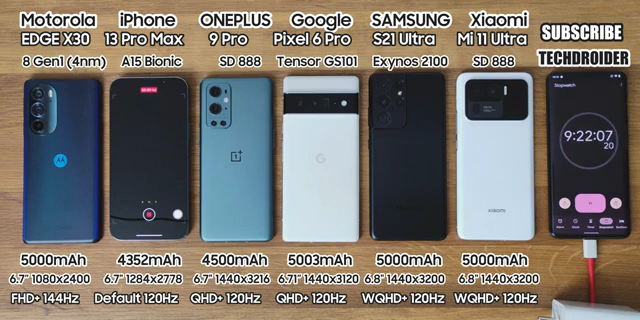 Motorola
EDGE X30
8 Gen1 (4nm)
iPhone
13 Pro Max
A15 Bionic
ONEPLUS
9 Pro
SD 888
Google
Pixel 6 Pro
Tensor GS101
SAMSUNG
S21 Ultra
Exynos 2100
Xiaomi
Mi 11 Ultra
SD 888
SUBSCRIBE
TECHDROIDER
Stopwatch
9:22:07
20
1+
G
XIAOMI
5000mAh
6.7" 1080x2400
FHD+ 144Hz
4352mAh
6.7" 1284x2778
Default 120Hz
4500mAh
6.7" 1440x3216
QHD+ 120Hz
5003mAh
6.71" 1440x3120
QHD+ 120Hz
5000mAh
6.8" 1440x3200
WQHD+ 120Hz
5000mAh
6.8" 1440x3200
WQHD+ 120Hz